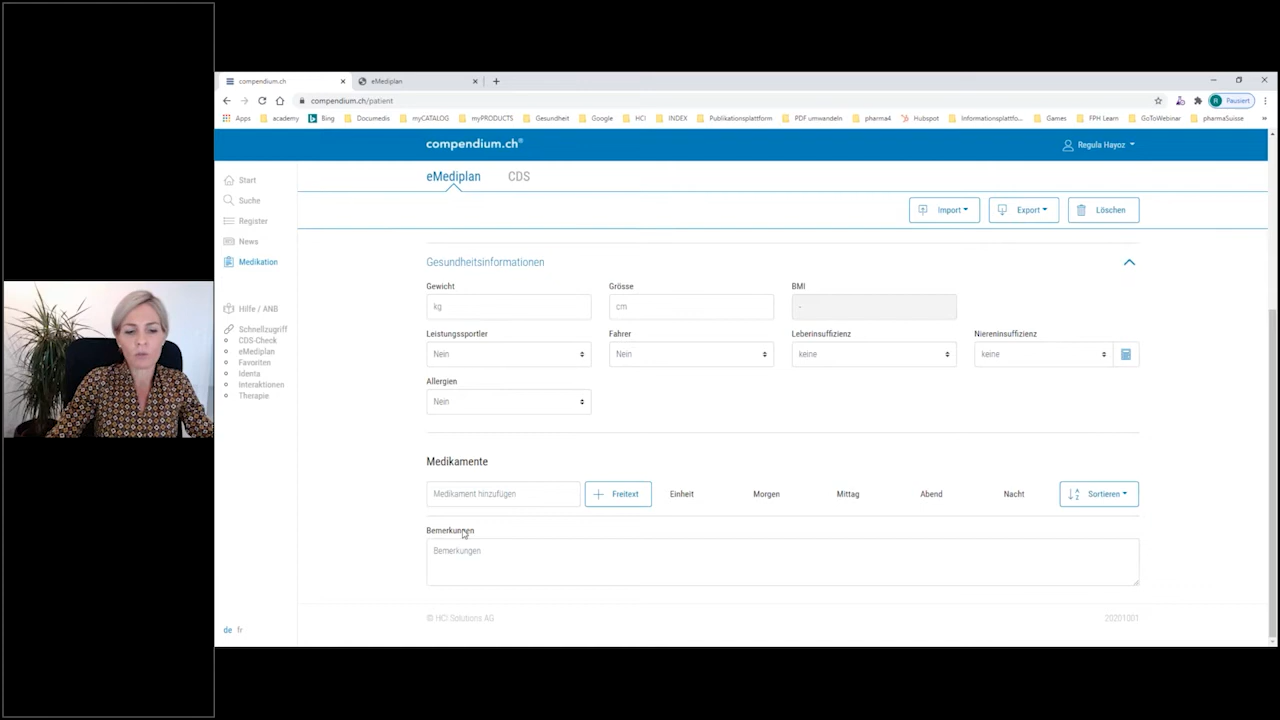 compendium.ch
eMediplan
compendium.ch/patient
R
Pausiert
Apps academy Bing Documedis myCATALOG myPRODUCTS Gesundheit Google HCI INDEX Publikationsplattform PDF umwandeln pharma4 Hubspot Informationsplattfo... Games FPH Learn GoToWebinar pharmaSuisse »
compendium.ch®
Regula Hayoz
Start
Suche
Register
News
Medikation
Hilfe / ANB
Schnellzugriff
CDS-Check
eMediplan
Favoriten
Identa
Interaktionen
Therapie
de fr
eMediplan CDS
Import Export Löschen
Gesundheitsinformationen
Gewicht Grösse BMI
kg cm -
Leistungssportler Fahrer Leberinsuffizienz Niereninsuffizienz
Nein Nein keine keine
Allergien
Nein
Medikamente
Medikament hinzufügen Freitext Einheit Morgen Mittag Abend Nacht A Z Sortieren
Bemerkungen
Bemerkungen
© HCI Solutions AG 20201001